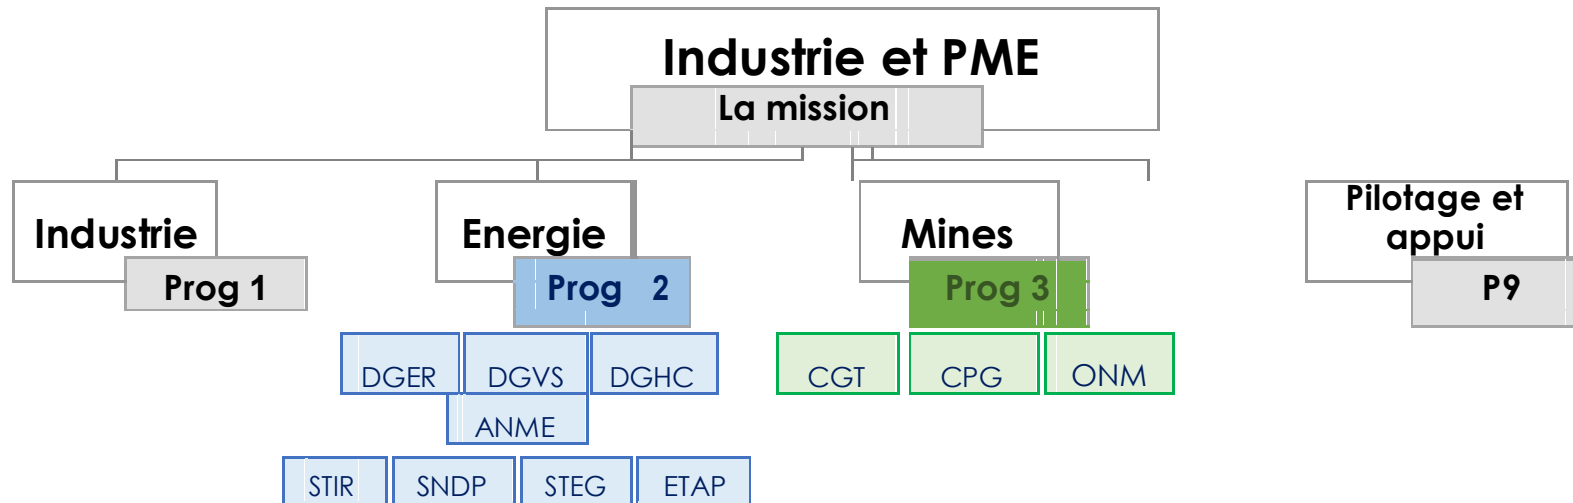 Industrie et PME
La mission
Industrie
Prog 1
Energie
Prog 2
Mines
Prog 3
Pilotage et
appui
P9
DGER
DGVS
DGHC
CGT
CPG
ONM
ANME
STIR
SNDP
STEG
ETAP